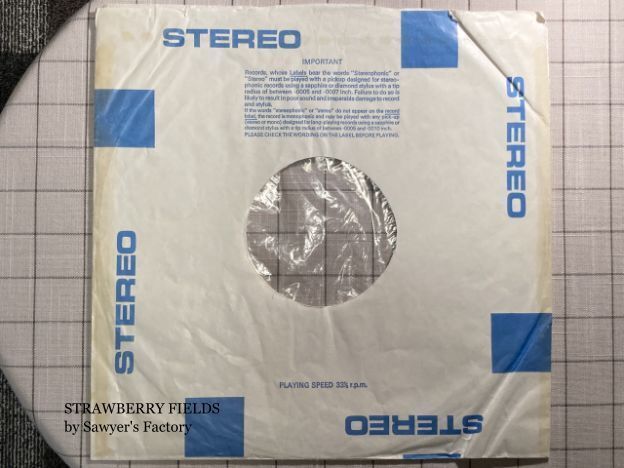 STEREO
IMPORTANT
Records, whose Labels bear the words "Stereophonic" or
"Stereo" must be played with a pickup designed for stereo-
phonic records using a sapphire or diamond stylus with a tip
radius of between ·0005 and ·0007 inch. Failure to do so is
likely to result in poor sound and irreparable damage to record
and stylus.
If the words "stereophonic" or "stereo" do not appear on the record
label, the record is monophonic and may be played with any pick-up
(stereo or mono) designed for long-playing records using a sapphire or
diamond stylus with a tip radius of between ·0005 and ·0010 inch.
PLEASE CHECK THE WORDING ON THE LABEL BEFORE PLAYING.
STEREO
STEREO
PLAYING SPEED 33⅓ r.p.m.
STEREO
STRAWBERRY FIELDS
by Sawyer's Factory